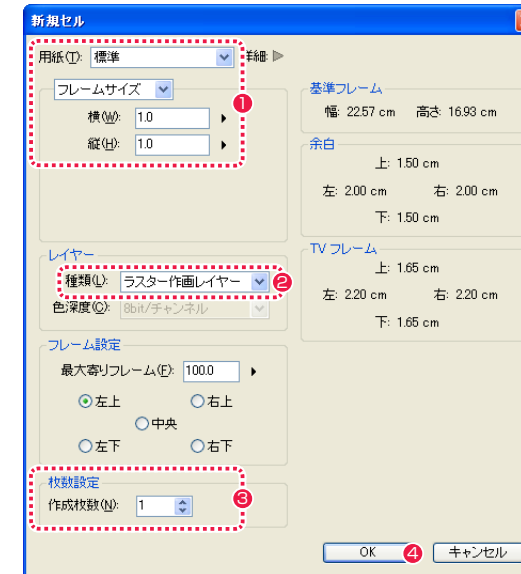 新規セル
用紙(T): 標準 詳細
フレームサイズ
横(W): 1.0
縦(H): 1.0
1
レイヤー
種類(L): ラスター作画レイヤー 2
色深度(C): 8bit/チャンネル
フレーム設定
最大寄りフレーム(F): 100.0
左上 右上
中央
左下 右下
枚数設定
作成枚数(N): 1 3
基準フレーム
幅: 22.57 cm 高さ: 16.93 cm
余白
上: 1.50 cm
左: 2.00 cm 右: 2.00 cm
下: 1.50 cm
TV フレーム
上: 1.65 cm
左: 2.20 cm 右: 2.20 cm
下: 1.65 cm
OK 4 キャンセル